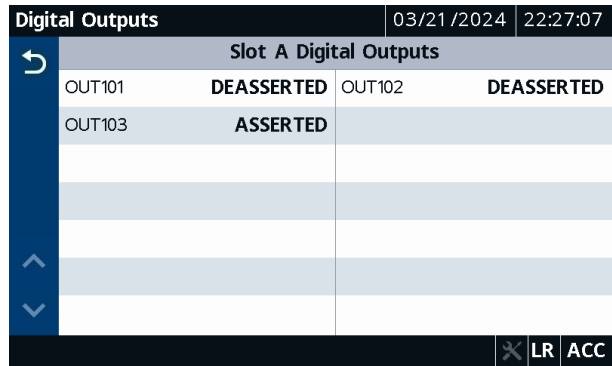 Digital Outputs 03/21/2024 22:27:07
Slot A Digital Outputs
OUT101 DEASSERTED OUT102 DEASSERTED
OUT103 ASSERTED
LR ACC